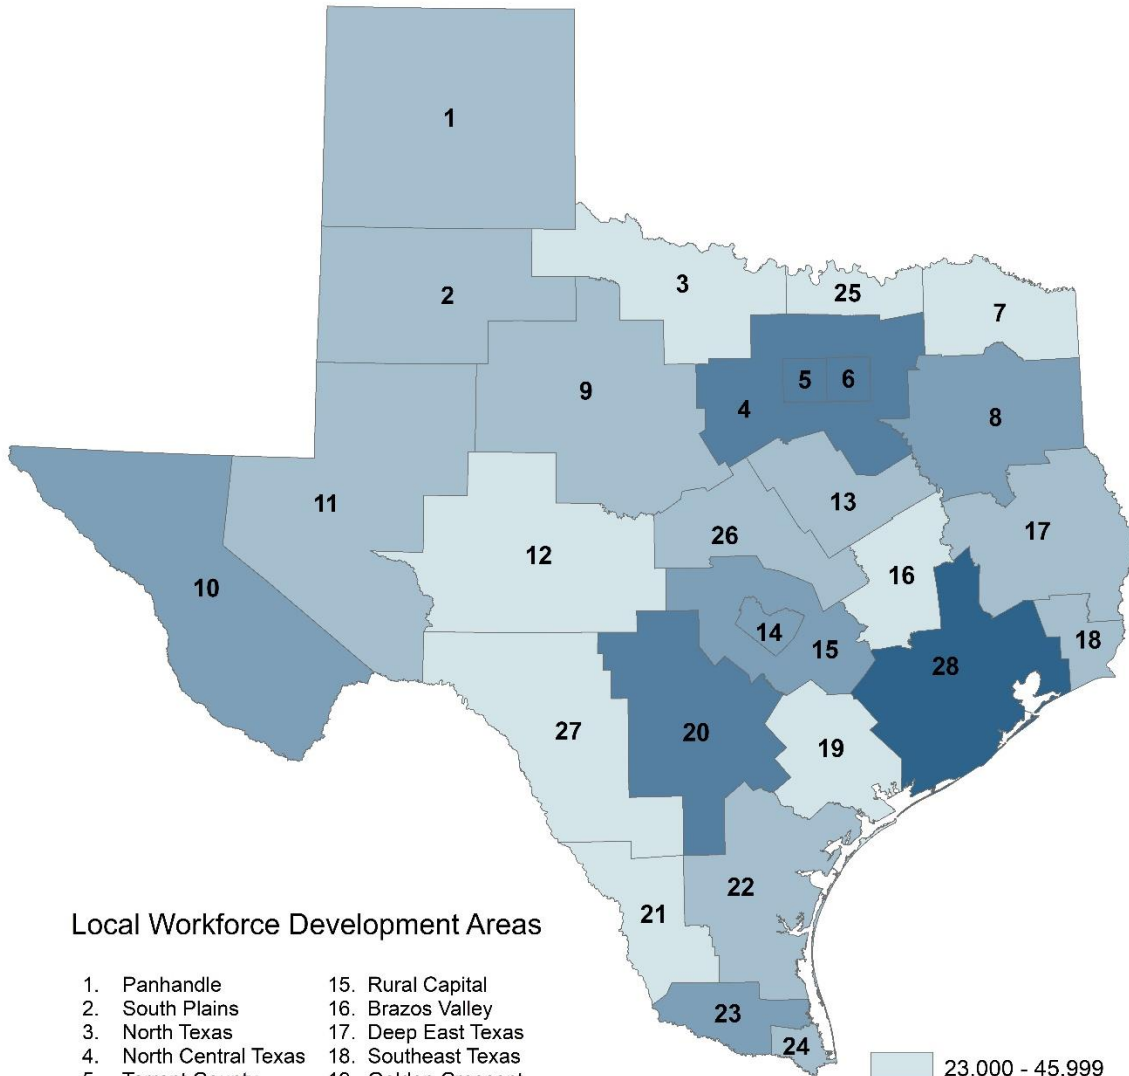 1
2
3
25
7
9
5
6
4
8
11
13
26
17
10
12
16
14
15
18
28
27
20
19
22
21
23
24
Local Workforce Development Areas
1. Panhandle
2. South Plains
3. North Texas
4. North Central Texas
15. Rural Capital
16. Brazos Valley
17. Deep East Texas
18. Southeast Texas
23,000 - 45,999